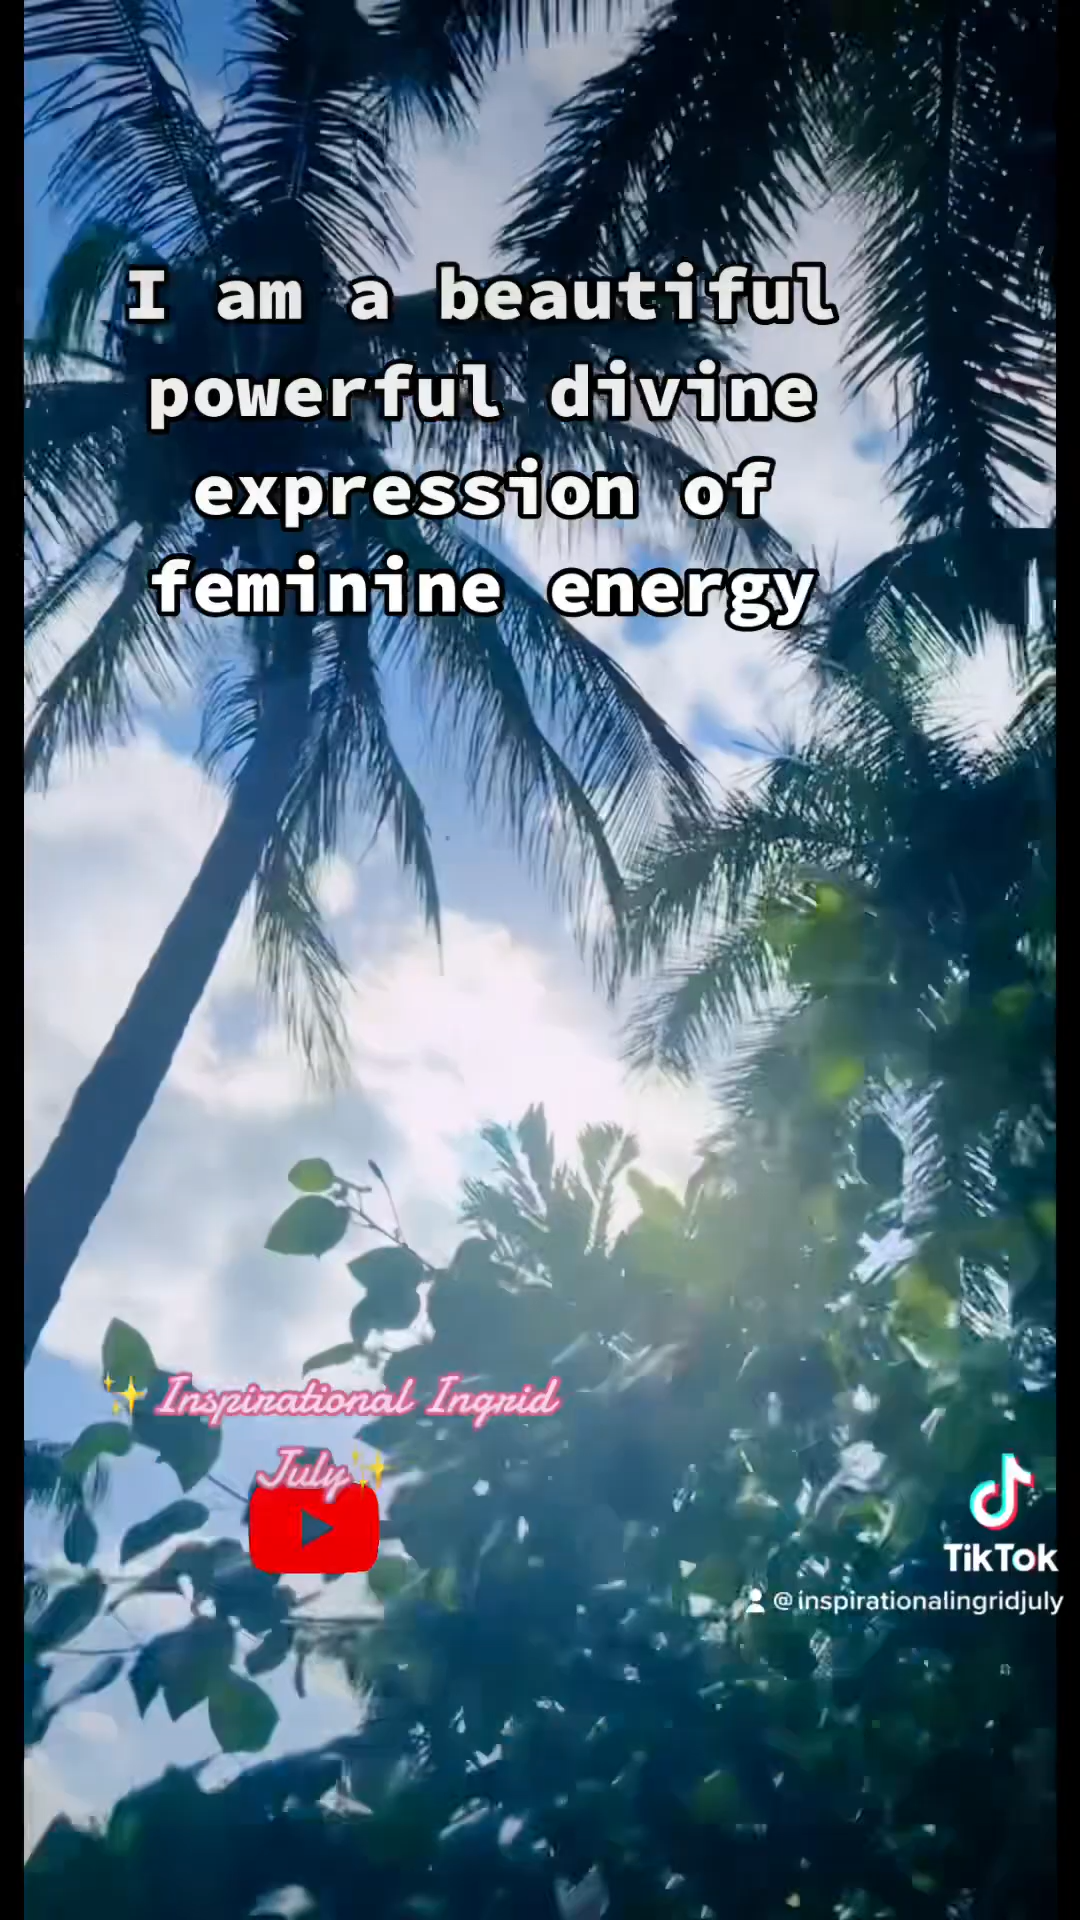 I am a beautiful
powerful divine
expression of
feminine energy
✨ Inspirational Ingrid
July✨
TikTok
@inspirationalingridjuly